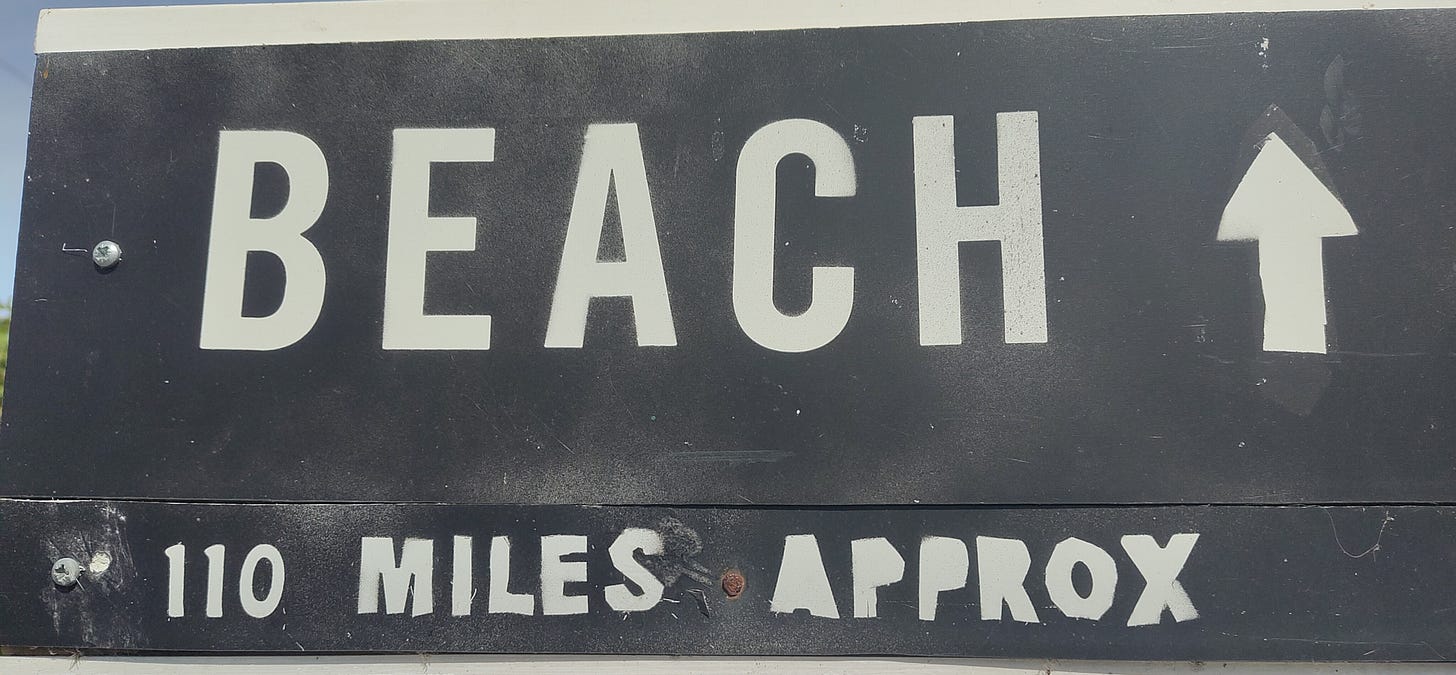 BEACH ↑
110 MILES APPROX